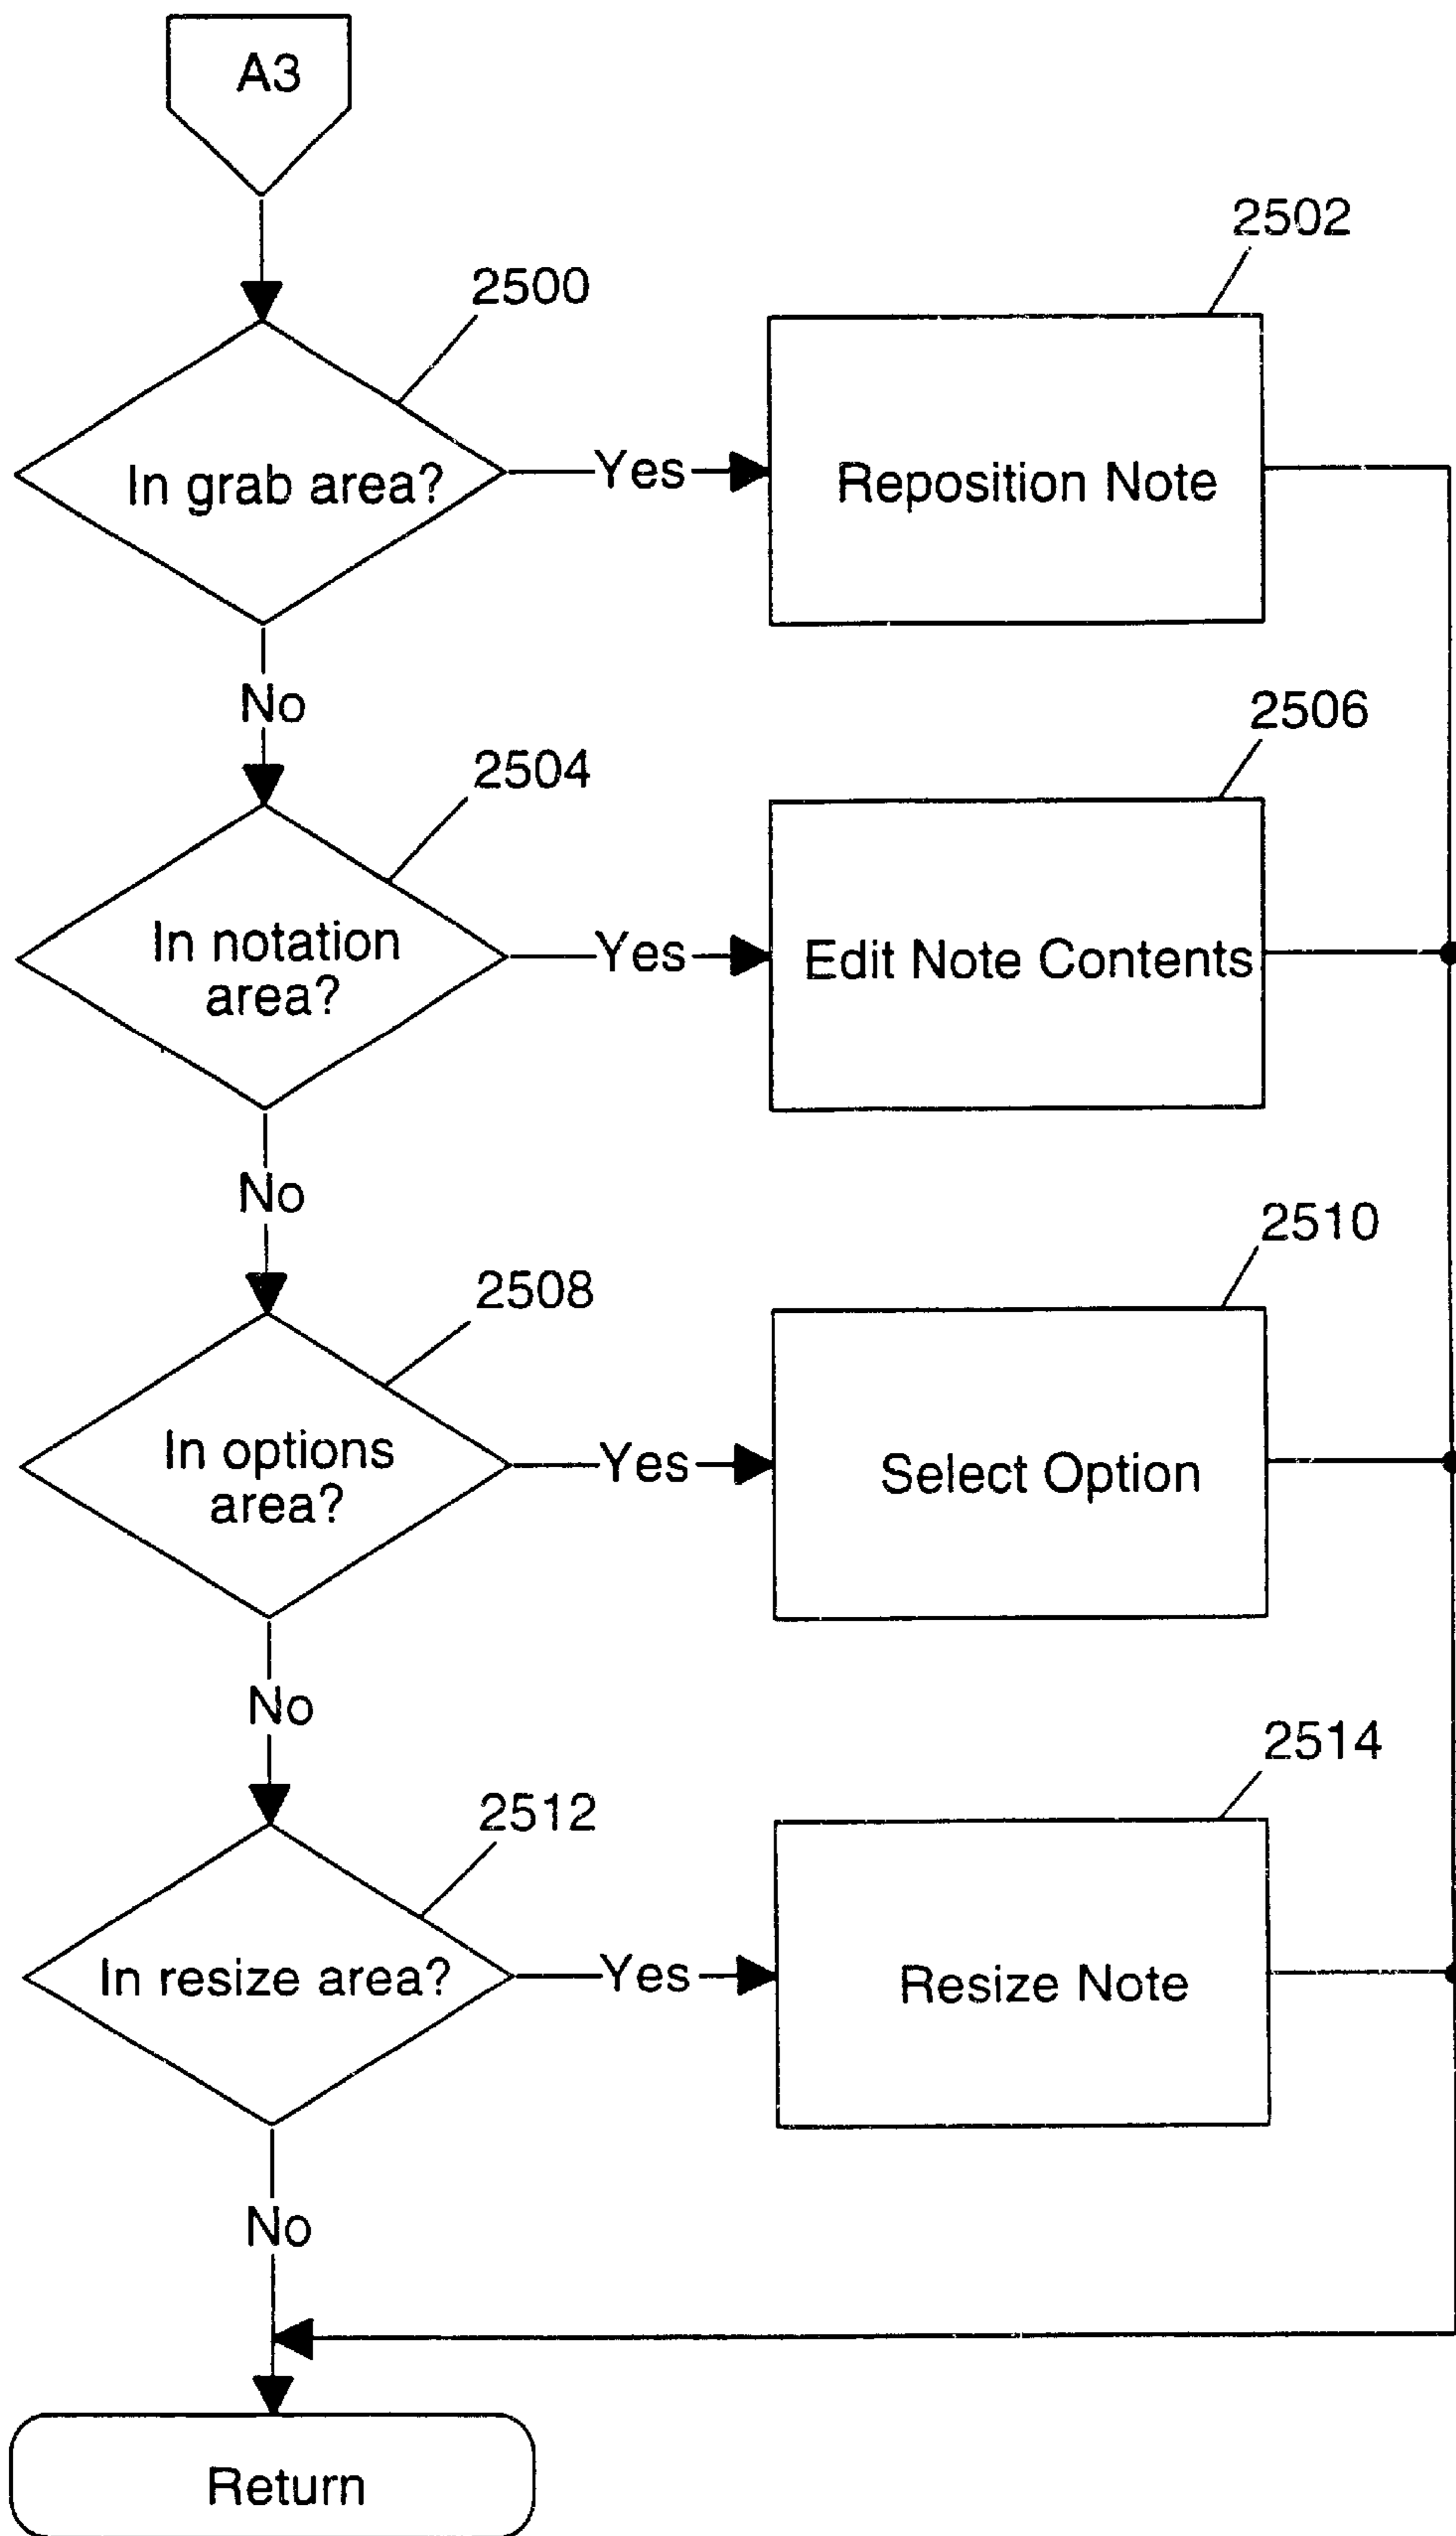 A3
2500
2502
In grab area?
Yes
Reposition Note
No
2504
2506
In notation
area?
Yes
Edit Note Contents
No
2508
2510
In options
area?
Yes
Select Option
No
2512
2514
In resize area?
Yes
Resize Note
No
Return